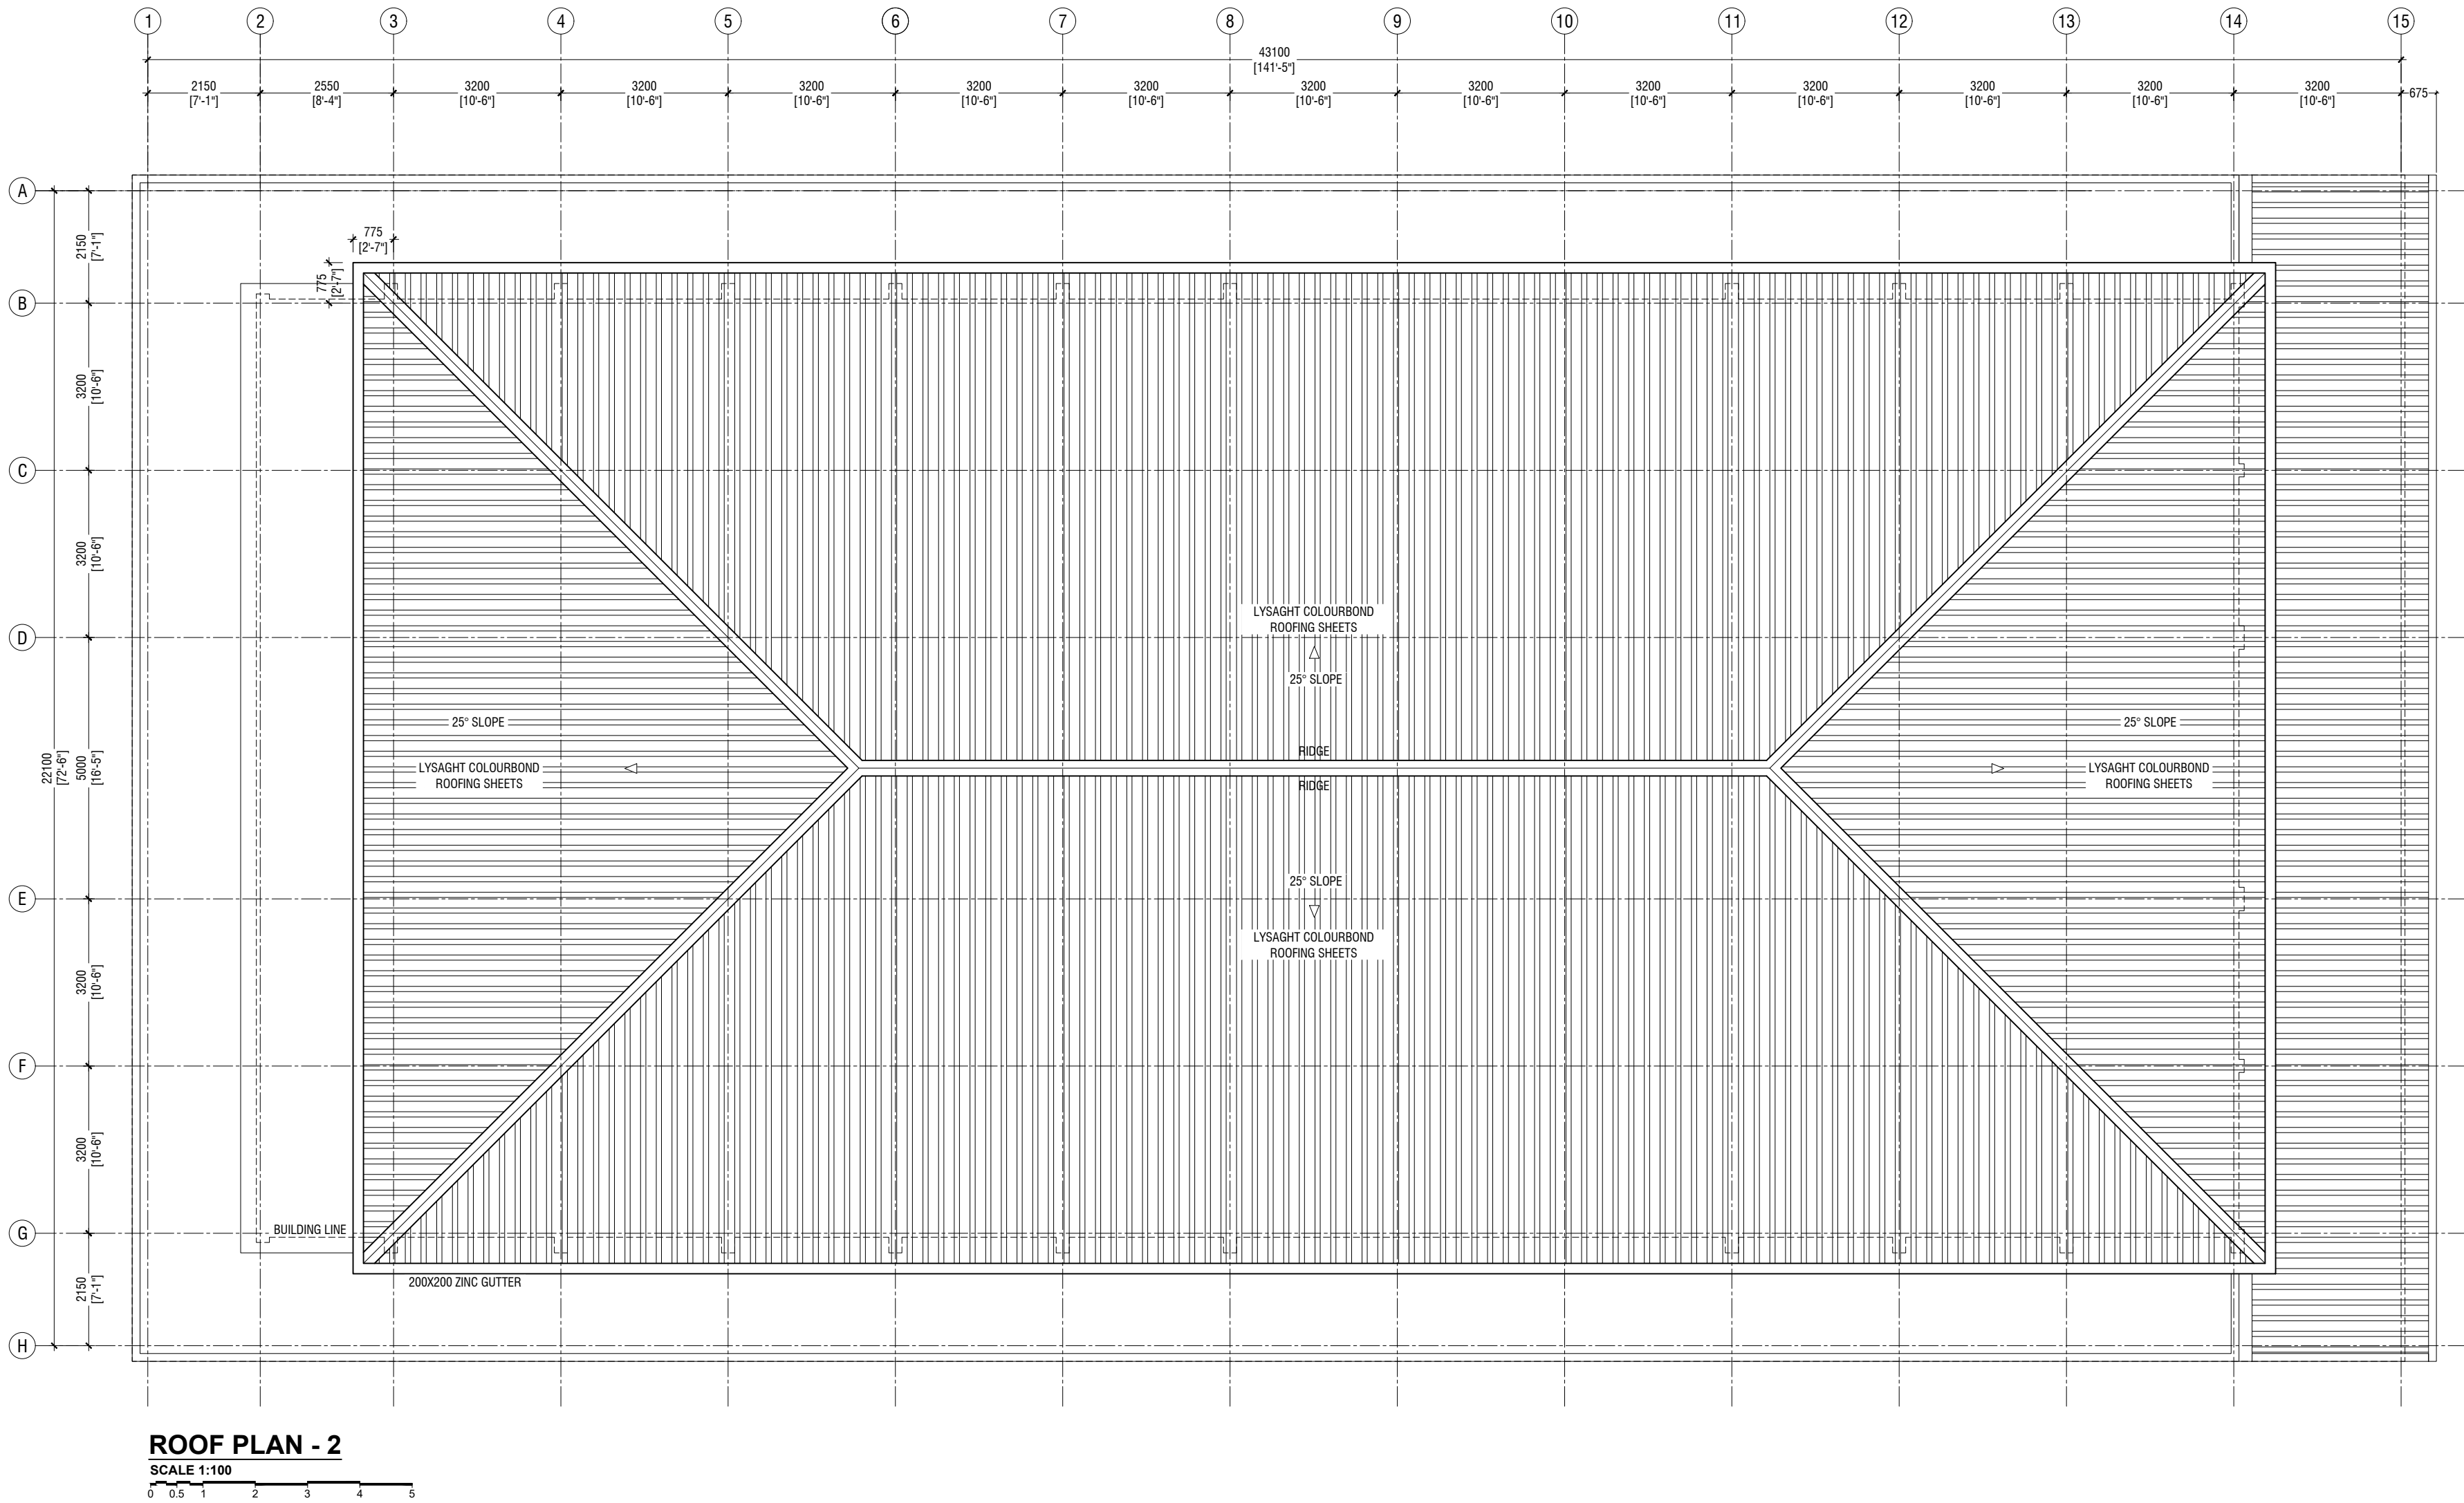 1 2 3 4 5 6 7 8 9 10 11 12 13 14 15
43100
[141'-5"]
2150 2550 3200 3200 3200 3200 3200 3200 3200 3200 3200 3200 3200 3200 675
[7'-1"] [8'-4"] [10'-6"] [10'-6"] [10'-6"] [10'-6"] [10'-6"] [10'-6"] [10'-6"] [10'-6"] [10'-6"] [10'-6"] [10'-6"] [10'-6"]
A
2150
[7'-1"]
775
[2'-7"]
775
[2'-7"]
B
3200
[10'-6"]
C
3200
[10'-6"]
D
LYSAGHT COLOURBOND
ROOFING SHEETS
25° SLOPE
25° SLOPE
25° SLOPE
22100
[72'-6"]
5000
[16'-5"]
RIDGE
LYSAGHT COLOURBOND
ROOFING SHEETS
LYSAGHT COLOURBOND
ROOFING SHEETS
RIDGE
25° SLOPE
E
LYSAGHT COLOURBOND
ROOFING SHEETS
3200
[10'-6"]
F
3200
[10'-6"]
G
BUILDING LINE
200X200 ZINC GUTTER
2150
[7'-1"]
H
ROOF PLAN - 2
SCALE 1:100
0 0.5 1 2 3 4 5